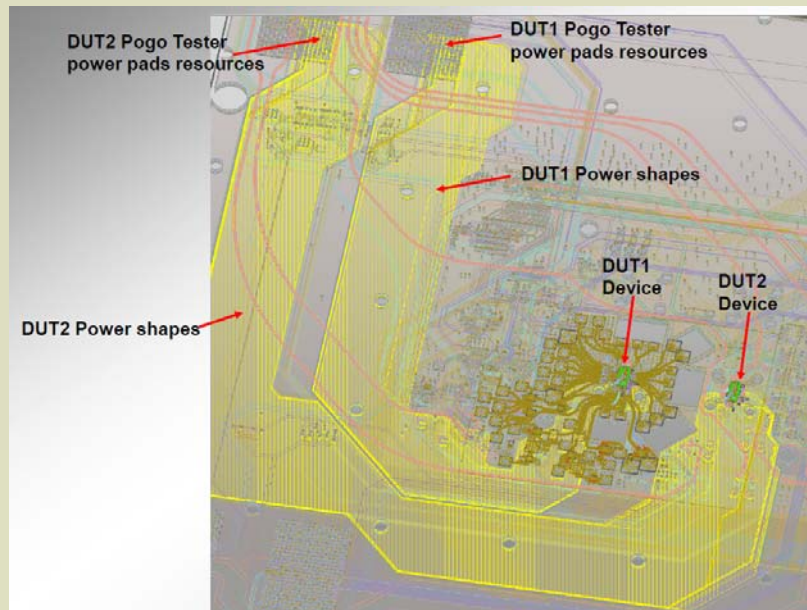 DUT2 Pogo Tester
power pads resources
DUT1 Pogo Tester
power pads resources
DUT1 Power shapes
DUT1
Device
DUT2
Device
DUT2 Power shapes